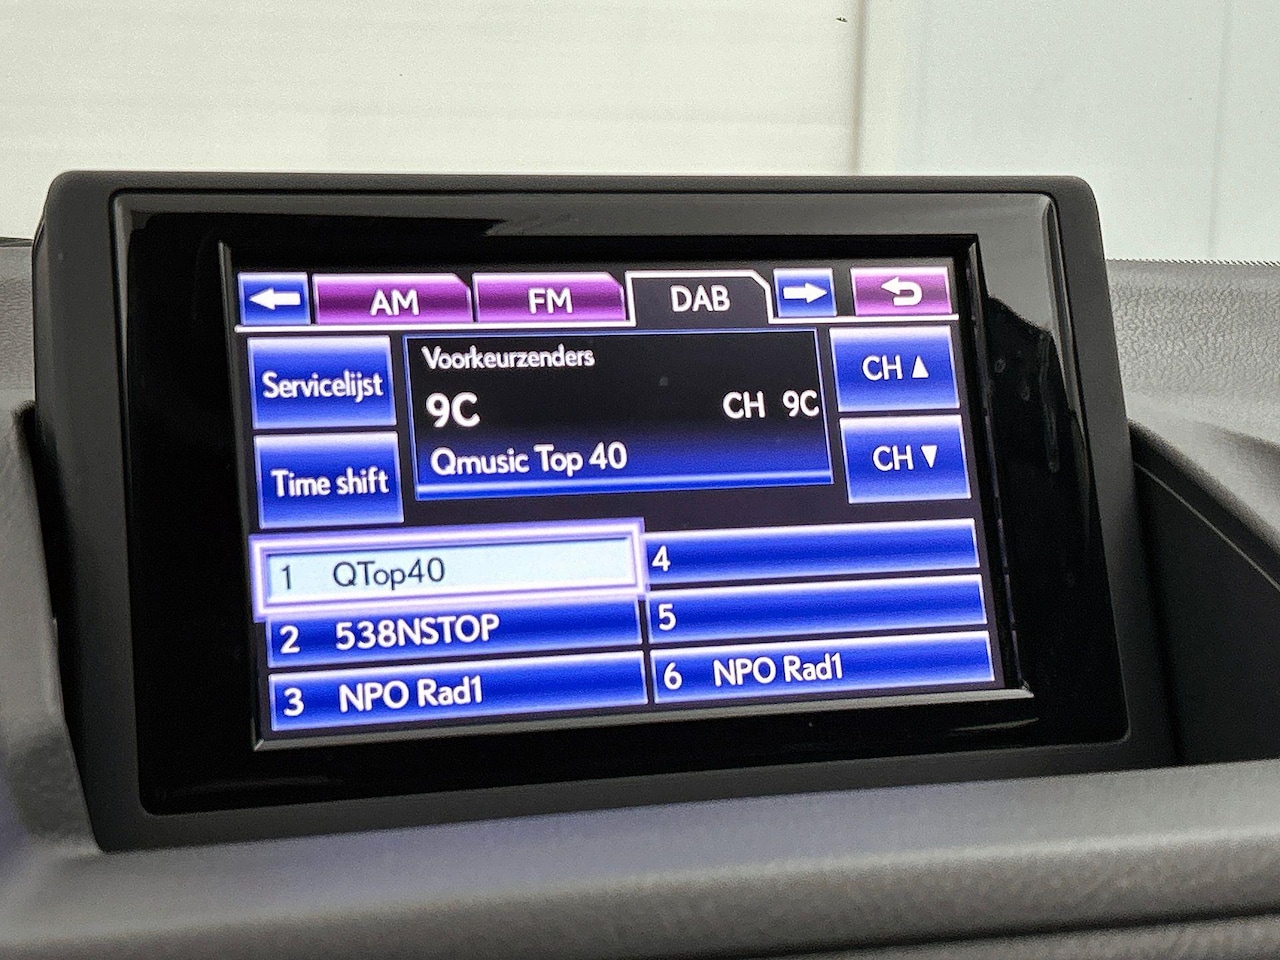 AM FM DAB
Servicelijst
Time shift
Voorkeurzenders
9C CH 9C
Qmusic Top 40
CH ▲
CH ▼
1 QTop40
2 538NSTOP
3 NPO Rad1
4
5
6 NPO Rad1